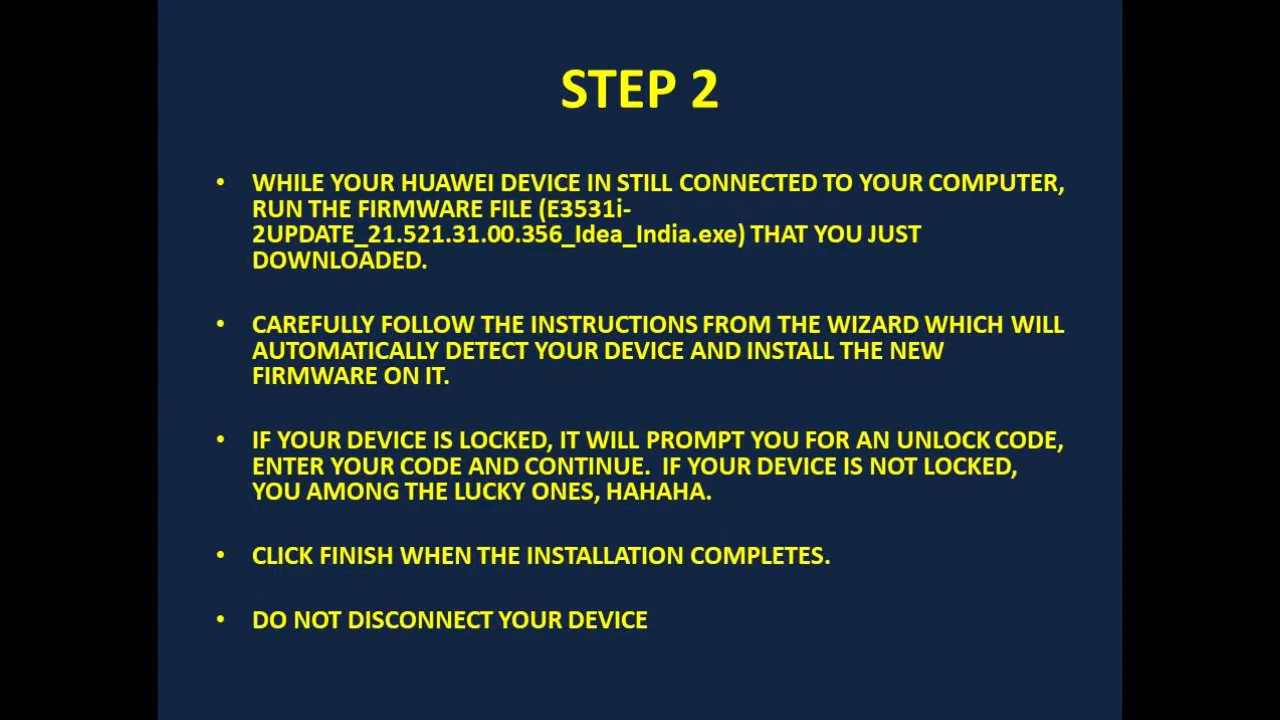 STEP 2
• WHILE YOUR HUAWEI DEVICE IN STILL CONNECTED TO YOUR COMPUTER,
RUN THE FIRMWARE FILE (E3531i-
2UPDATE_21.521.31.00.356_Idea_India.exe) THAT YOU JUST
DOWNLOADED.
• CAREFULLY FOLLOW THE INSTRUCTIONS FROM THE WIZARD WHICH WILL
AUTOMATICALLY DETECT YOUR DEVICE AND INSTALL THE NEW
FIRMWARE ON IT.
• IF YOUR DEVICE IS LOCKED, IT WILL PROMPT YOU FOR AN UNLOCK CODE,
ENTER YOUR CODE AND CONTINUE. IF YOUR DEVICE IS NOT LOCKED,
YOU AMONG THE LUCKY ONES, HAHAHA.
• CLICK FINISH WHEN THE INSTALLATION COMPLETES.
• DO NOT DISCONNECT YOUR DEVICE